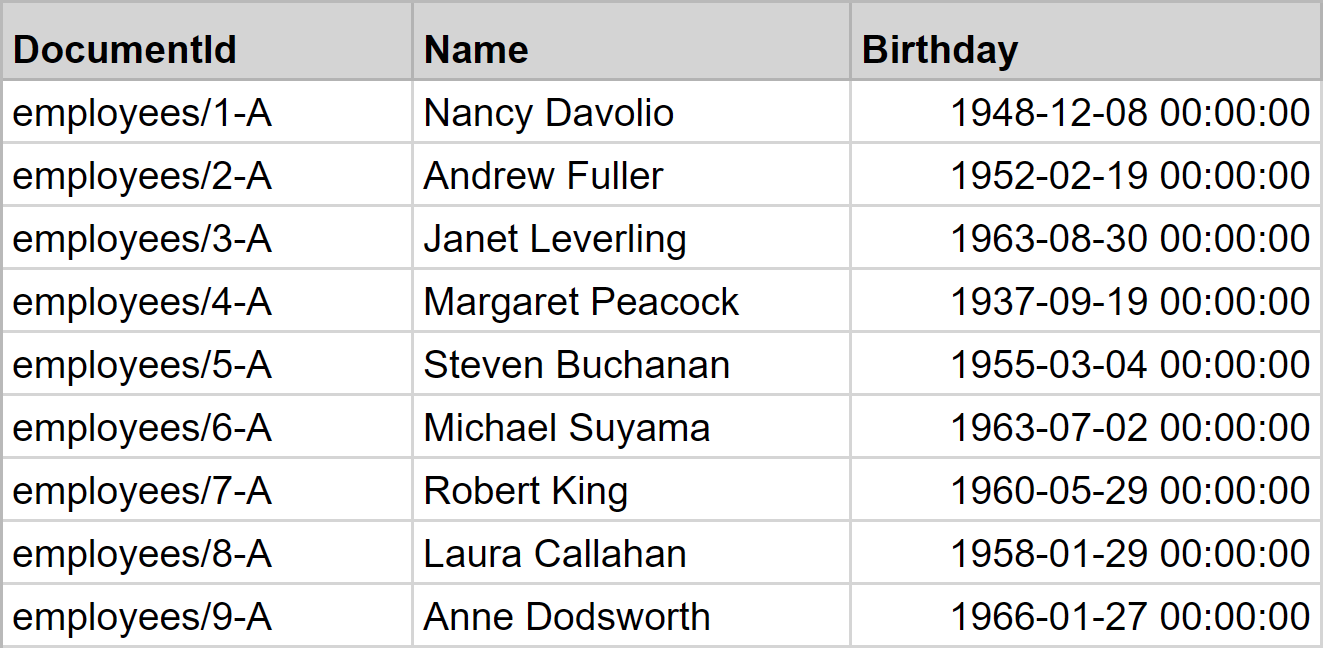 DocumentId Name Birthday
employees/1-A Nancy Davolio 1948-12-08 00:00:00
employees/2-A Andrew Fuller 1952-02-19 00:00:00
employees/3-A Janet Leverling 1963-08-30 00:00:00
employees/4-A Margaret Peacock 1937-09-19 00:00:00
employees/5-A Steven Buchanan 1955-03-04 00:00:00
employees/6-A Michael Suyama 1963-07-02 00:00:00
employees/7-A Robert King 1960-05-29 00:00:00
employees/8-A Laura Callahan 1958-01-29 00:00:00
employees/9-A Anne Dodsworth 1966-01-27 00:00:00